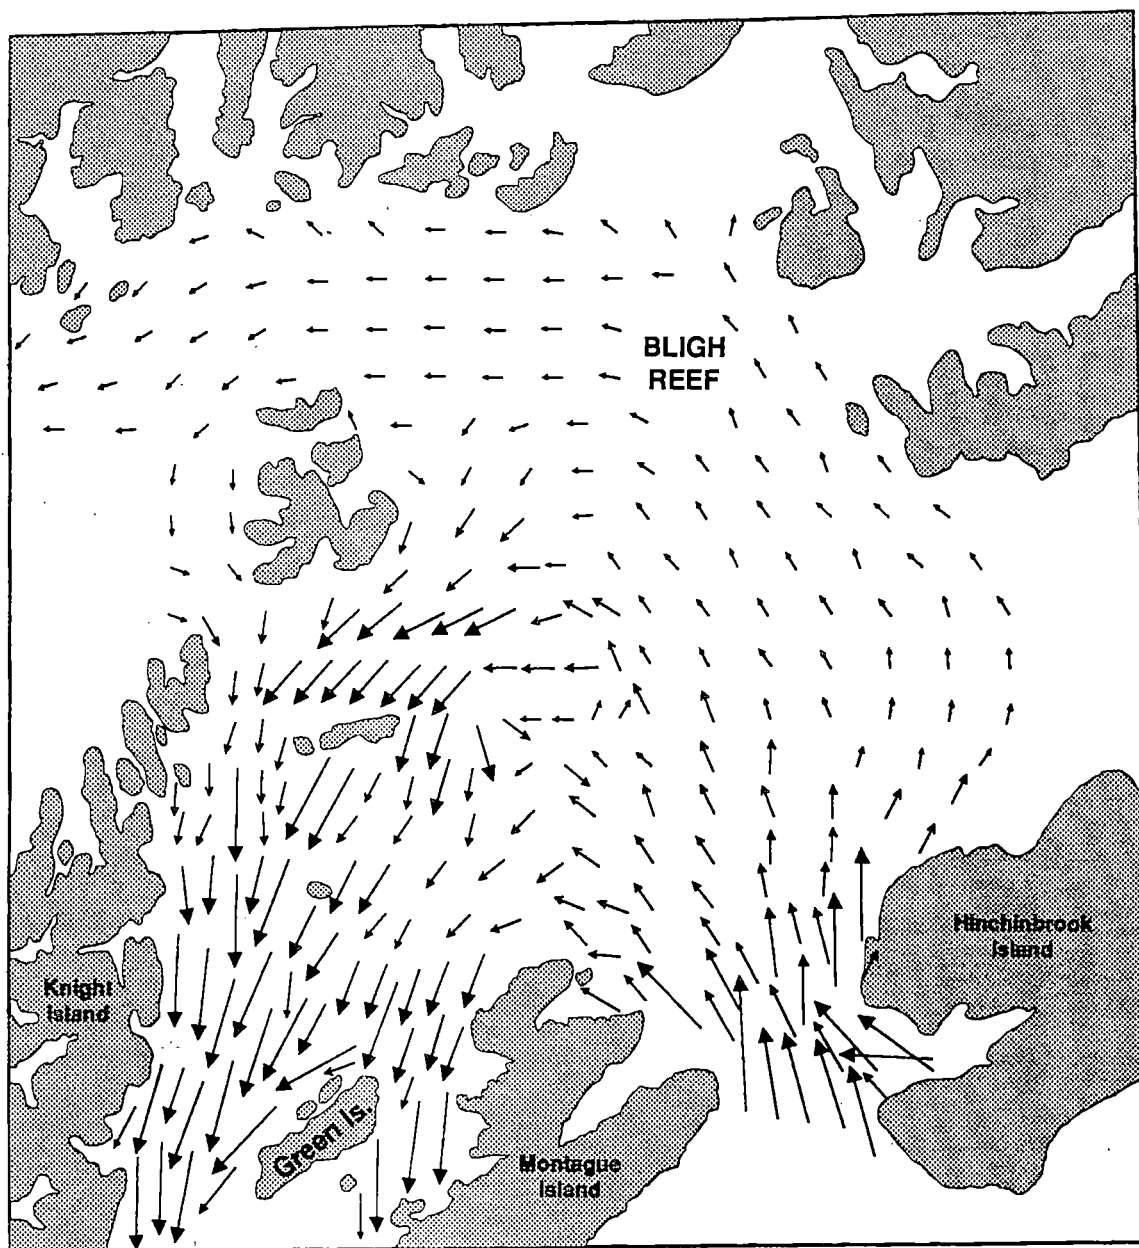 BLIGH
REEF
Hinchinbrook
Island
Knight
Island
Green Is.
Montague
Island